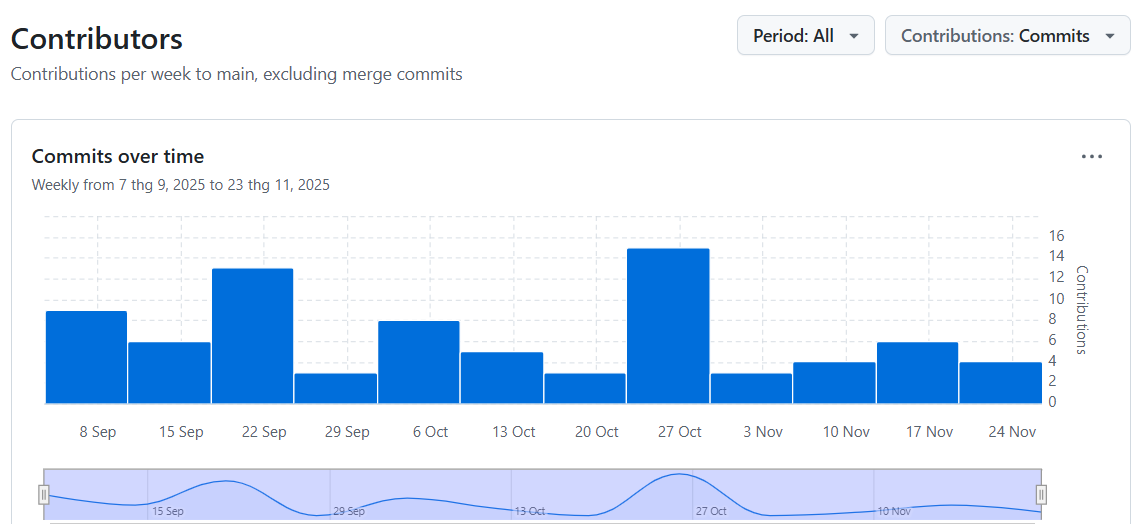 Contributors
Period: All
Contributions: Commits
Contributions per week to main, excluding merge commits
Commits over time
Weekly from 7 thg 9, 2025 to 23 thg 11, 2025
16
14
12
10
8
6
4
2
0
Contributions
8 Sep 15 Sep 22 Sep 29 Sep 6 Oct 13 Oct 20 Oct 27 Oct 3 Nov 10 Nov 17 Nov 24 Nov
15 Sep 29 Sep 13 Oct 27 Oct 10 Nov